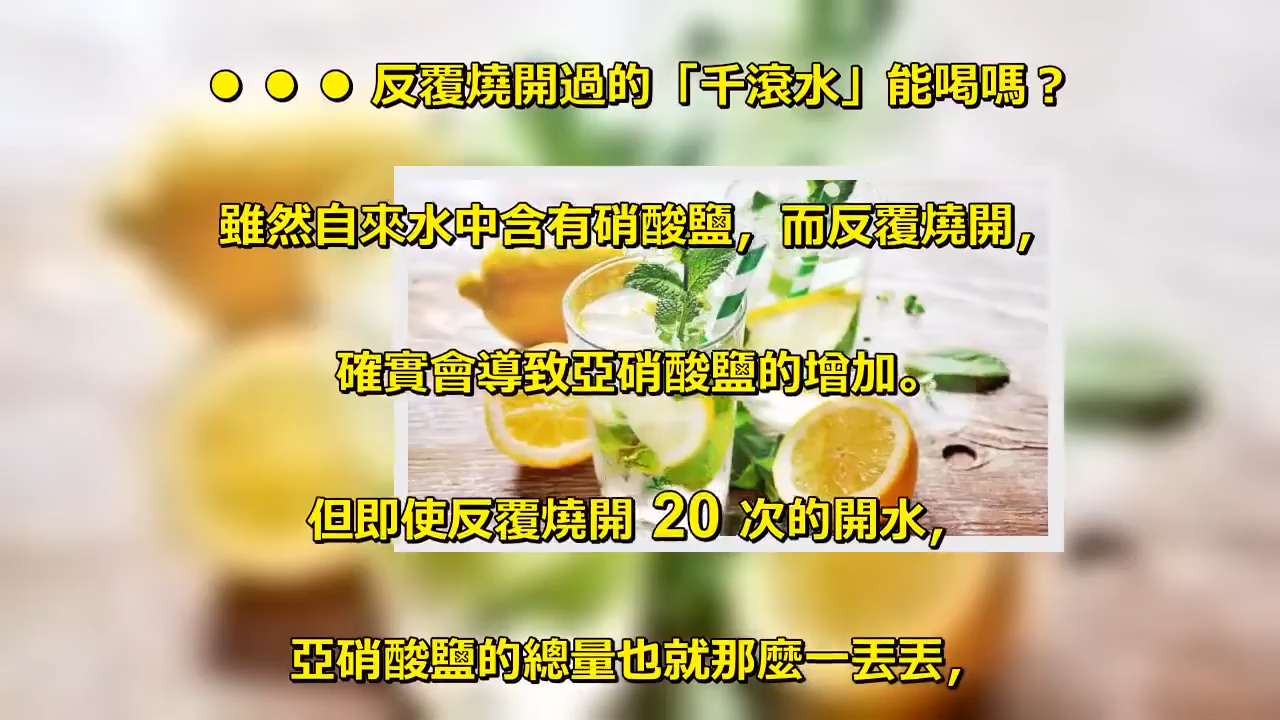 ●●● 反覆燒開過的「千滾水」能喝嗎？
雖然自來水中含有硝酸鹽，而反覆燒開，
確實會導致亞硝酸鹽的增加。
但即使反覆燒開 20 次的開水，
亞硝酸鹽的總量也就那麼一丟丟，